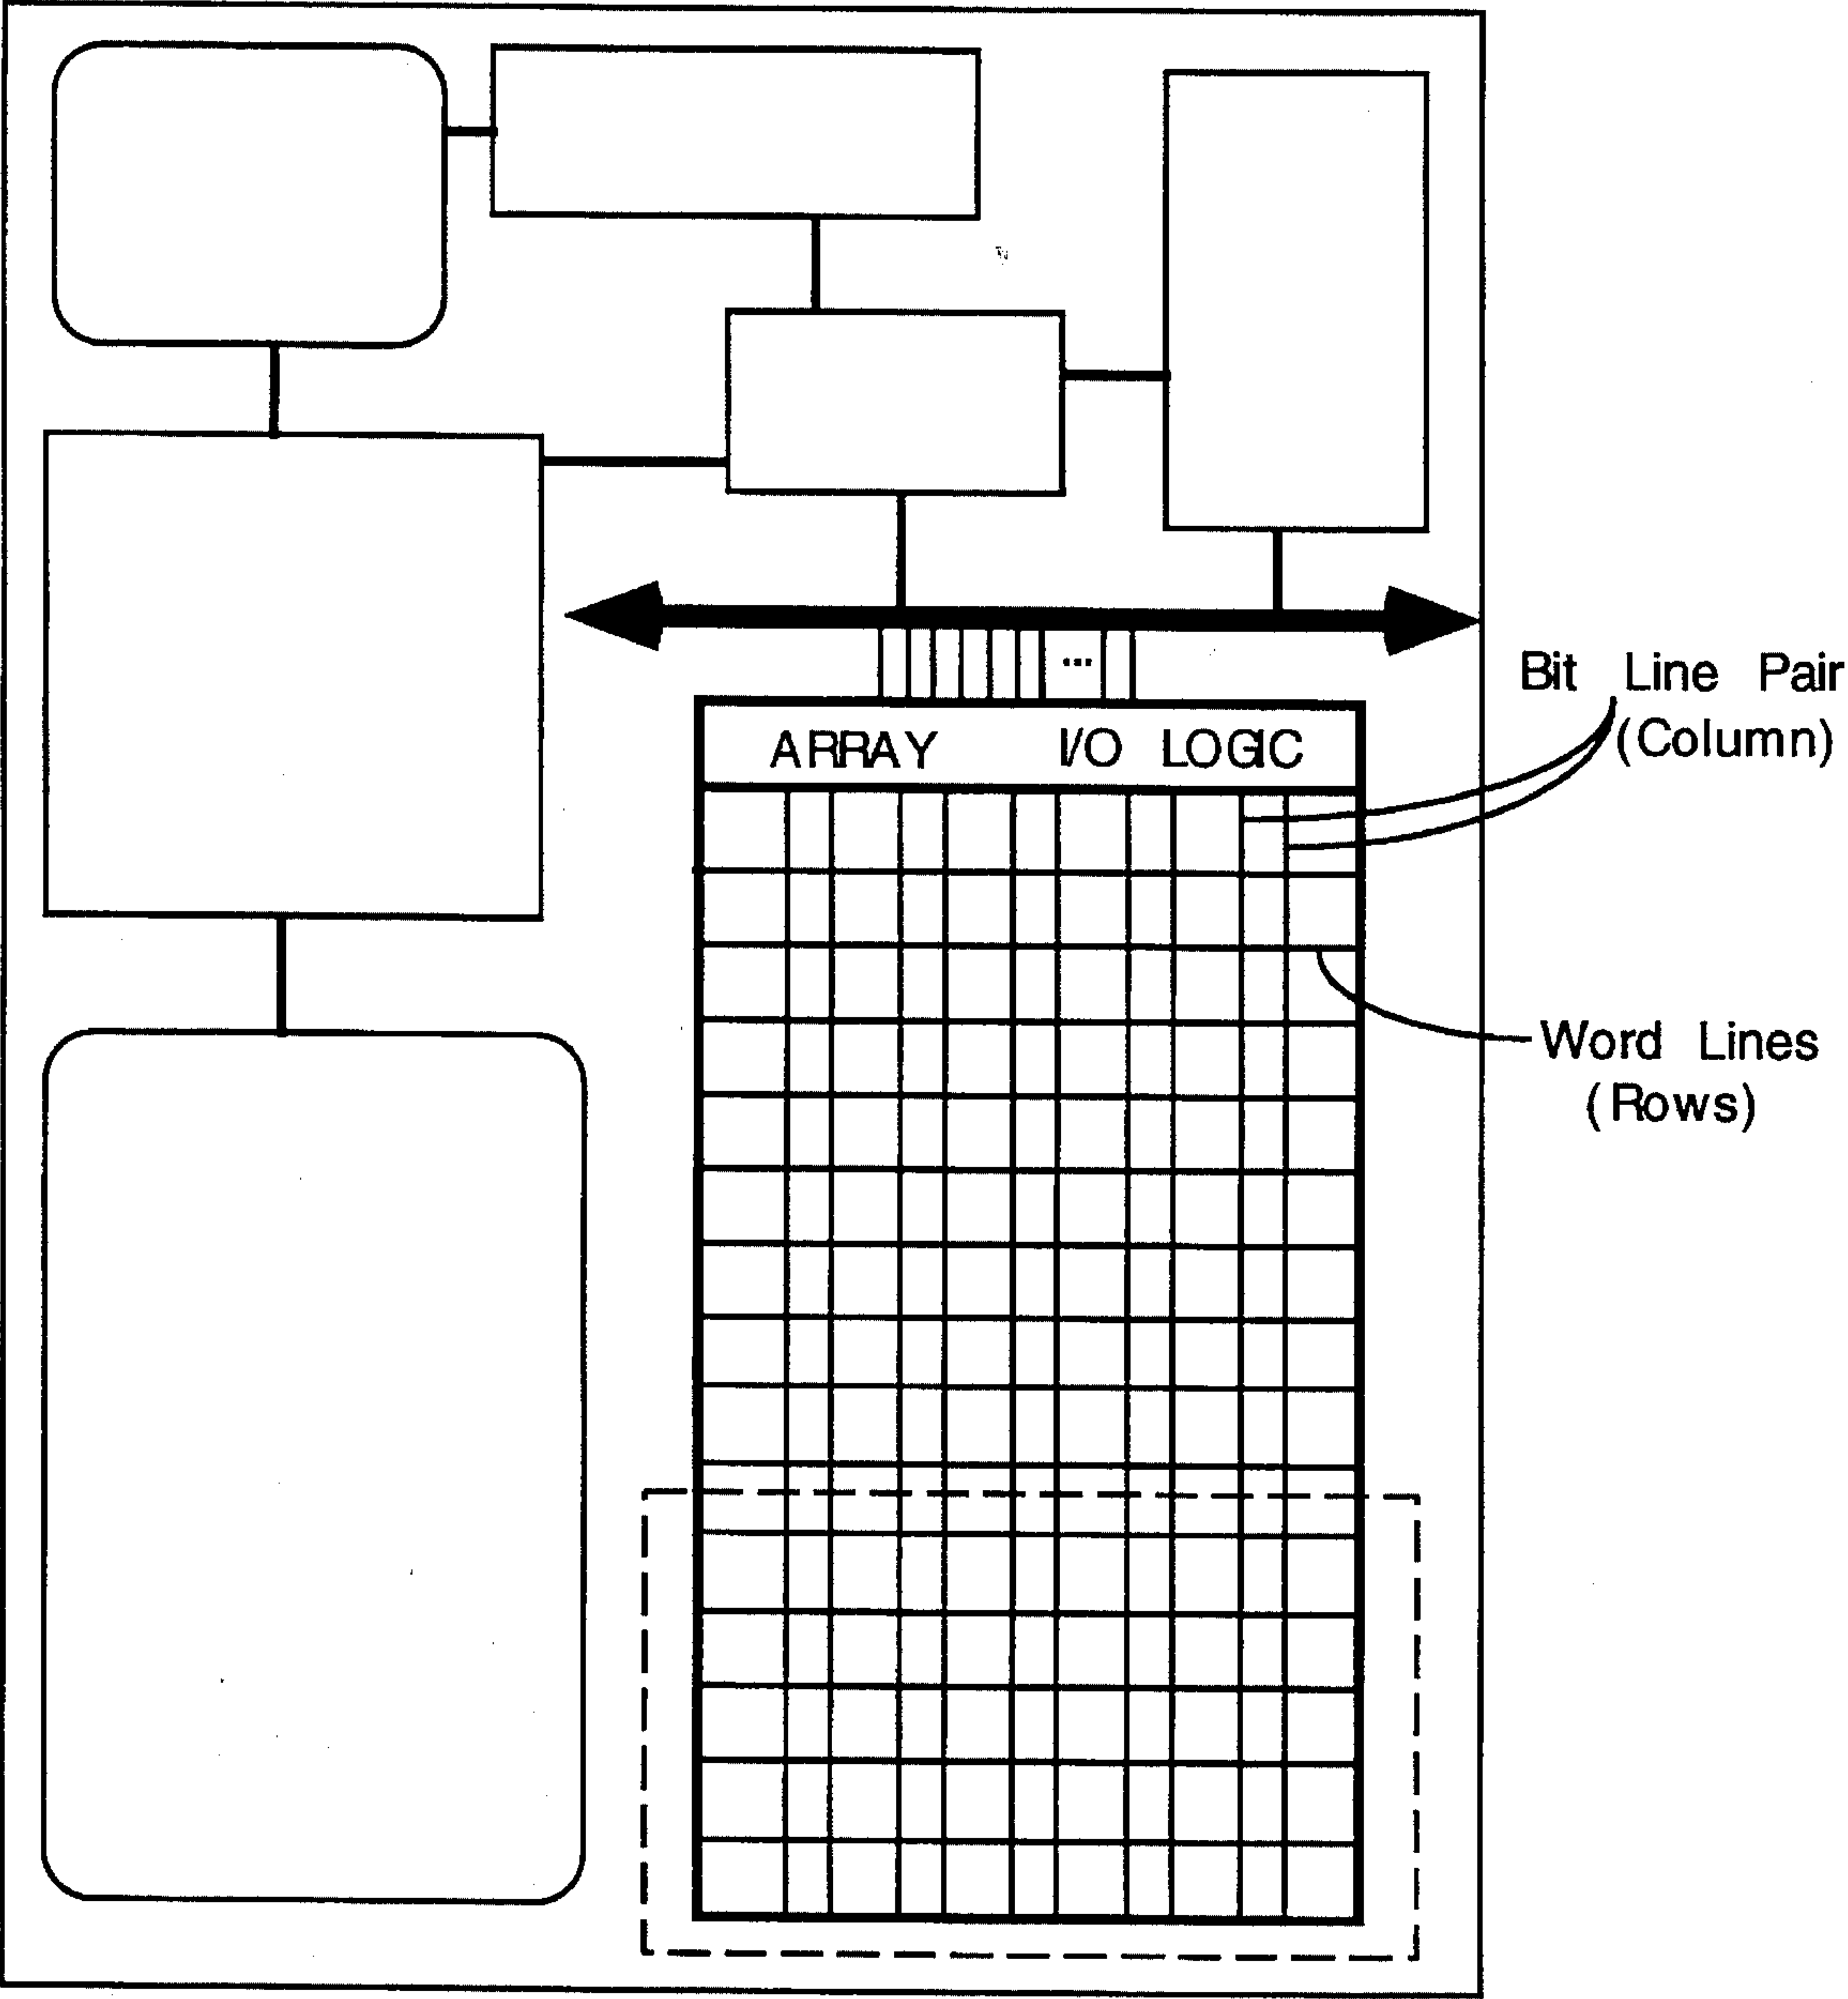 Bit Line Pair
(Column)
...
ARRAY I/O LOGIC
Word Lines
(Rows)